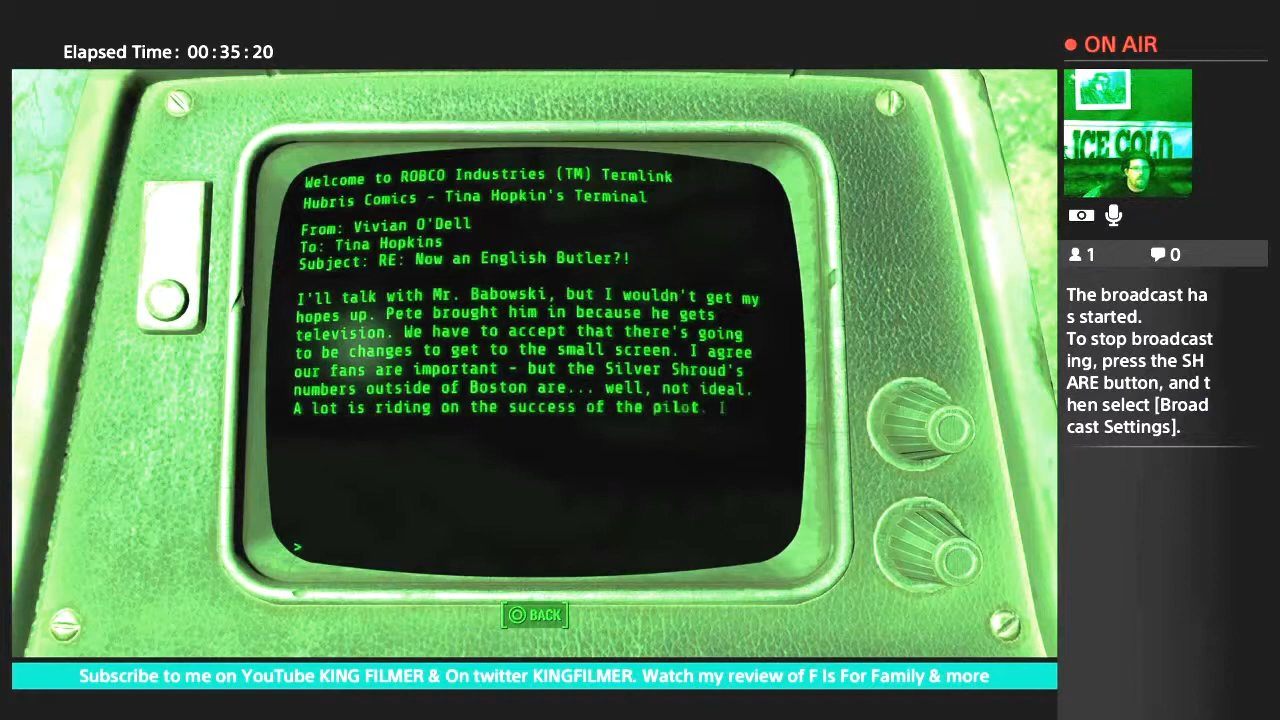 Elapsed Time: 00:35:20
ON AIR
ICE COLD
Welcome to ROBCO Industries (TM) Termlink
Hubris Comics - Tina Hopkin's Terminal
From: Vivian O'Dell
To: Tina Hopkins
Subject: RE: Now an English Butler?!
I'll talk with Mr. Babowski, but I wouldn't get my
hopes up. Pete brought him in because he gets
television. We have to accept that there's going
to be changes to get to the small screen. I agree
our fans are important - but the Silver Shroud's
numbers outside of Boston are... well, not ideal.
A lot is riding on the success of the pilot. I
>
BACK
1
0
The broadcast ha
s started.
To stop broadcast
ing, press the SH
ARE button, and t
hen select [Broad
cast Settings].
Subscribe to me on YouTube KING FILMER & On twitter KINGFILMER. Watch my review of F Is For Family & more